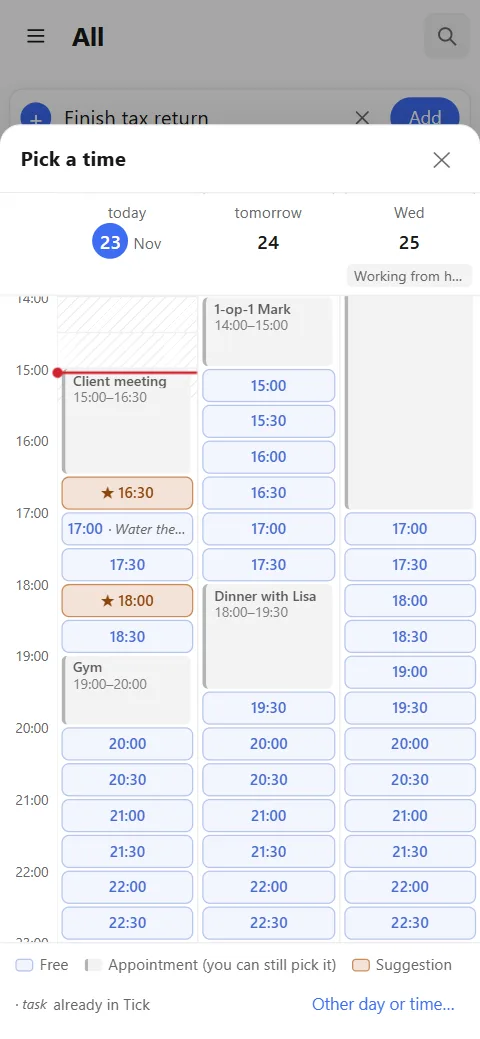 All
Finish tax return
Add
Pick a time
today
23 Nov
tomorrow
24
Wed
25
Working from h...
14:00
15:00
16:00
17:00
18:00
19:00
20:00
21:00
22:00
23:00
Client meeting
15:00–16:30
★ 16:30
17:00 · Water the...
17:30
★ 18:00
18:30
Gym
19:00–20:00
20:00
20:30
21:00
21:30
22:00
22:30
1-op-1 Mark
14:00–15:00
15:00
15:30
16:00
16:30
17:00
17:30
Dinner with Lisa
18:00–19:30
19:30
20:00
20:30
21:00
21:30
22:00
22:30
17:00
17:30
18:00
18:30
19:00
19:30
20:00
20:30
21:00
21:30
22:00
22:30
Free
Appointment (you can still pick it)
Suggestion
· task already in Tick
Other day or time...